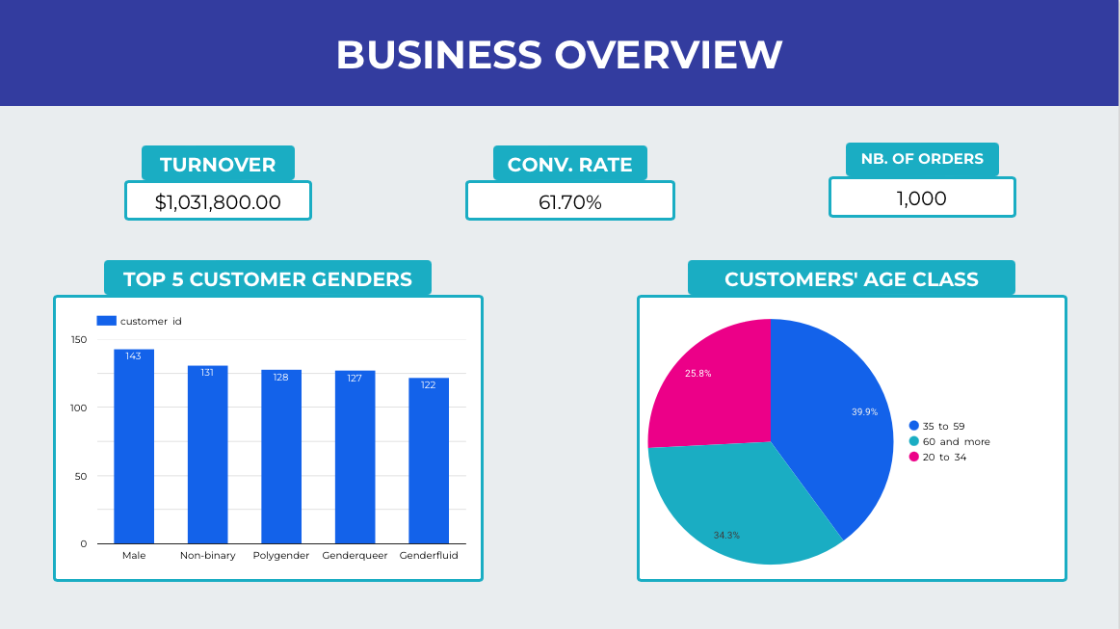 BUSINESS OVERVIEW
TURNOVER
$1,031,800.00
CONV. RATE
61.70%
NB. OF ORDERS
1,000
TOP 5 CUSTOMER GENDERS
customer id
150
100
50
0
143
131
128
127
122
Male
Non-binary
Polygender
Genderqueer
Genderfluid
CUSTOMERS' AGE CLASS
25.8%
39.9%
34.3%
35 to 59
60 and more
20 to 34